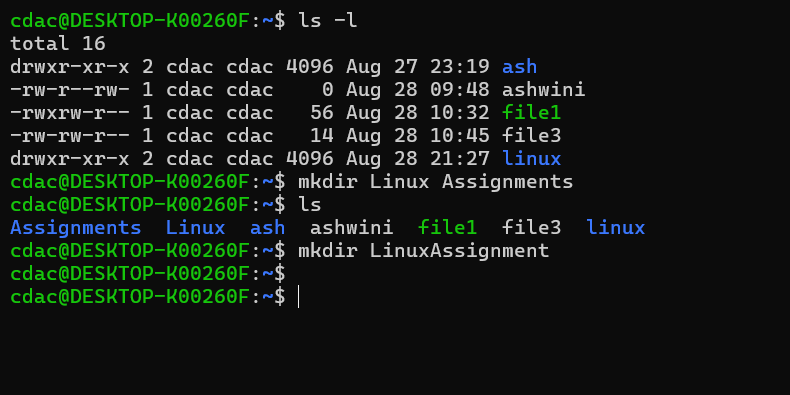 cdac@DESKTOP-K00260F:~$ ls -l
total 16
drwxr-xr-x 2 cdac cdac 4096 Aug 27 23:19 ash
-rw-r--rw- 1 cdac cdac    0 Aug 28 09:48 ashwini
-rwxrw-r-- 1 cdac cdac   56 Aug 28 10:32 file1
-rw-rw-r-- 1 cdac cdac   14 Aug 28 10:45 file3
drwxr-xr-x 2 cdac cdac 4096 Aug 28 21:27 linux
cdac@DESKTOP-K00260F:~$ mkdir Linux Assignments
cdac@DESKTOP-K00260F:~$ ls
Assignments  Linux  ash  ashwini  file1  file3  linux
cdac@DESKTOP-K00260F:~$ mkdir LinuxAssignment
cdac@DESKTOP-K00260F:~$
cdac@DESKTOP-K00260F:~$